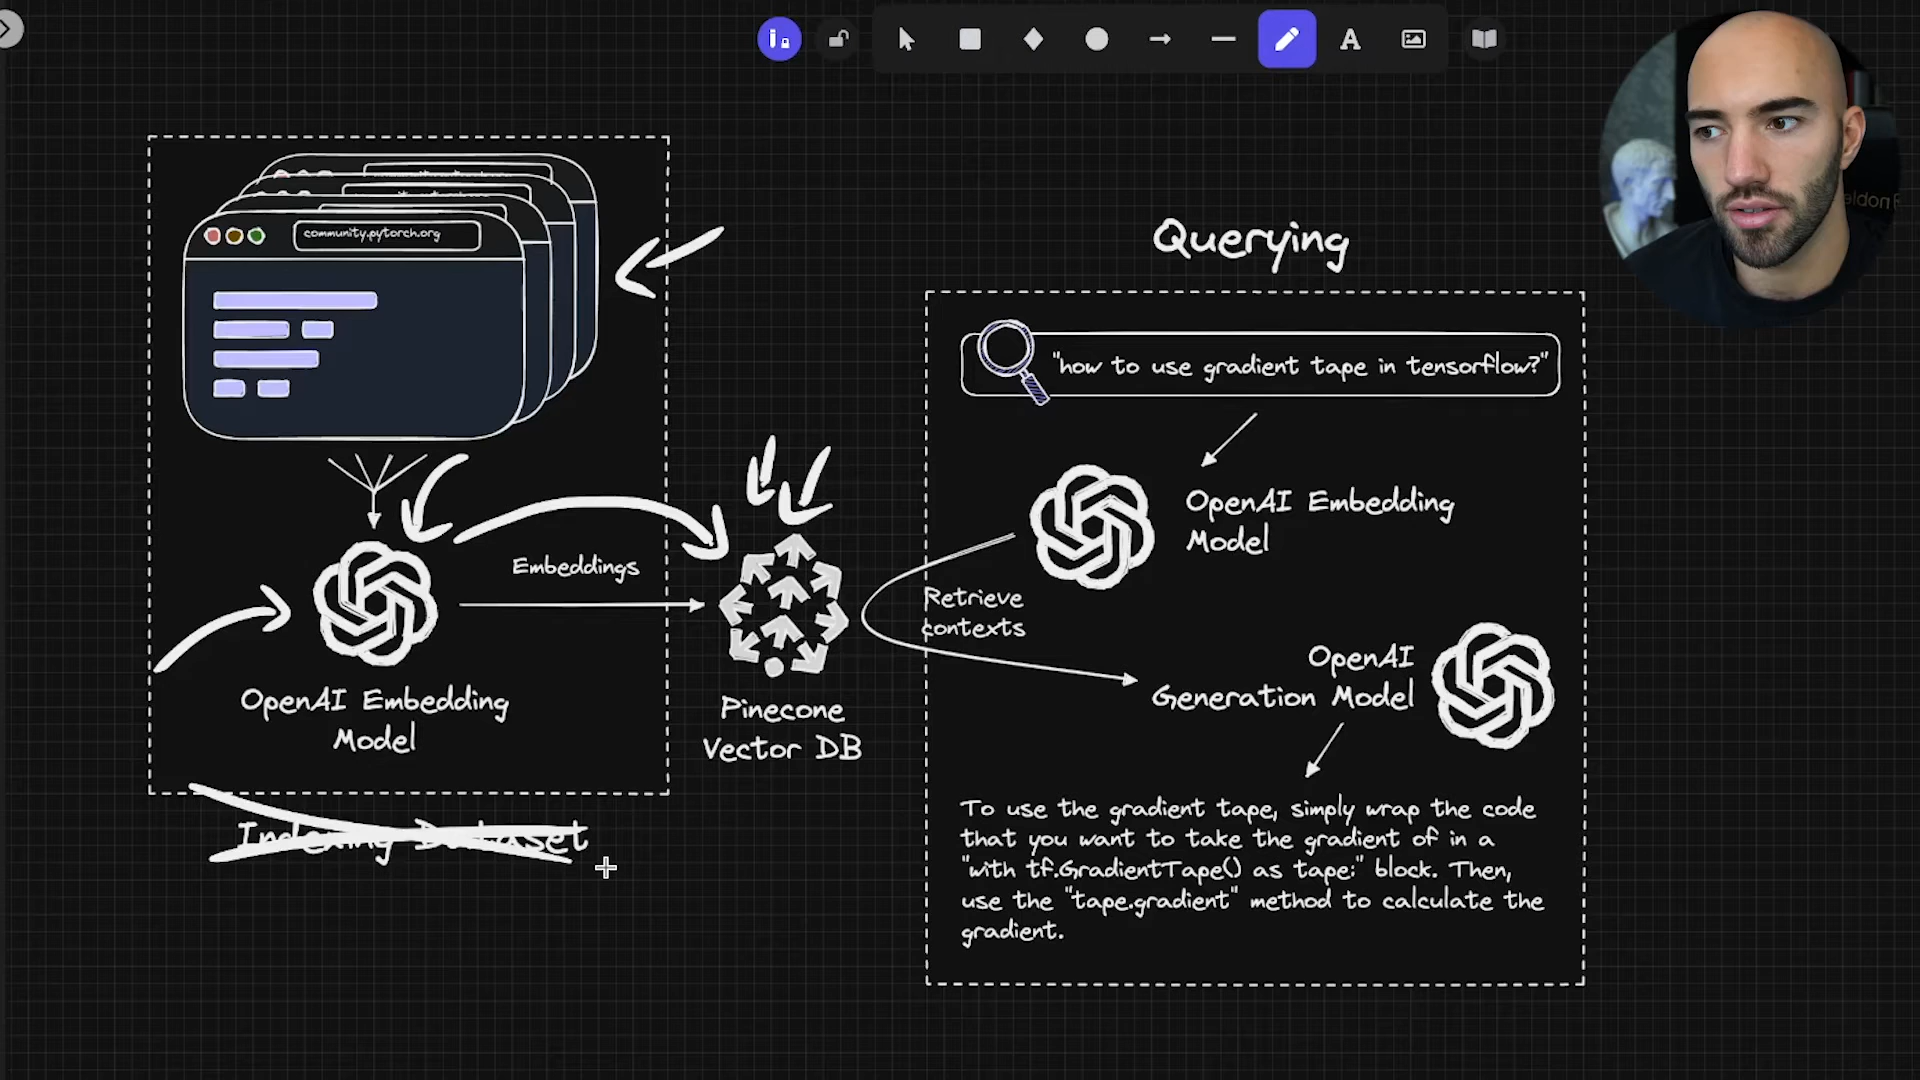 community.pytorch.org
Querying
"how to use gradient tape in tensorflow?"
OpenAI Embedding
Model
Embeddings
Retrieve
contexts
OpenAI
Generation Model
OpenAI Embedding
Model
Pinecone
Vector DB
Indexing Dataset
To use the gradient tape, simply wrap the code
that you want to take the gradient of in a
"with tf.GradientTape() as tape:" block. Then,
use the "tape.gradient" method to calculate the
gradient.
A